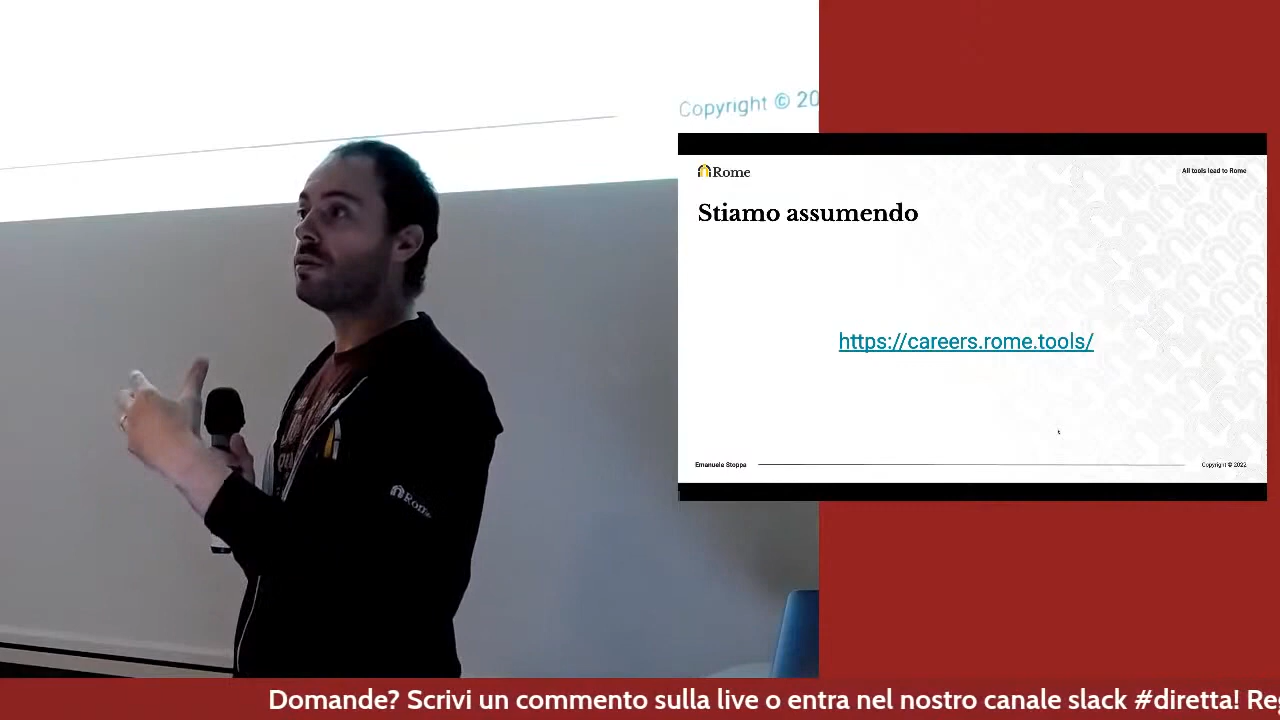 Copyright © 20
Rome
All tools lead to Rome
Stiamo assumendo
https://careers.rome.tools/
Emanuele Stoppa
Copyright © 2022
Rome
Domande? Scrivi un commento sulla live o entra nel nostro canale slack #diretta! Re